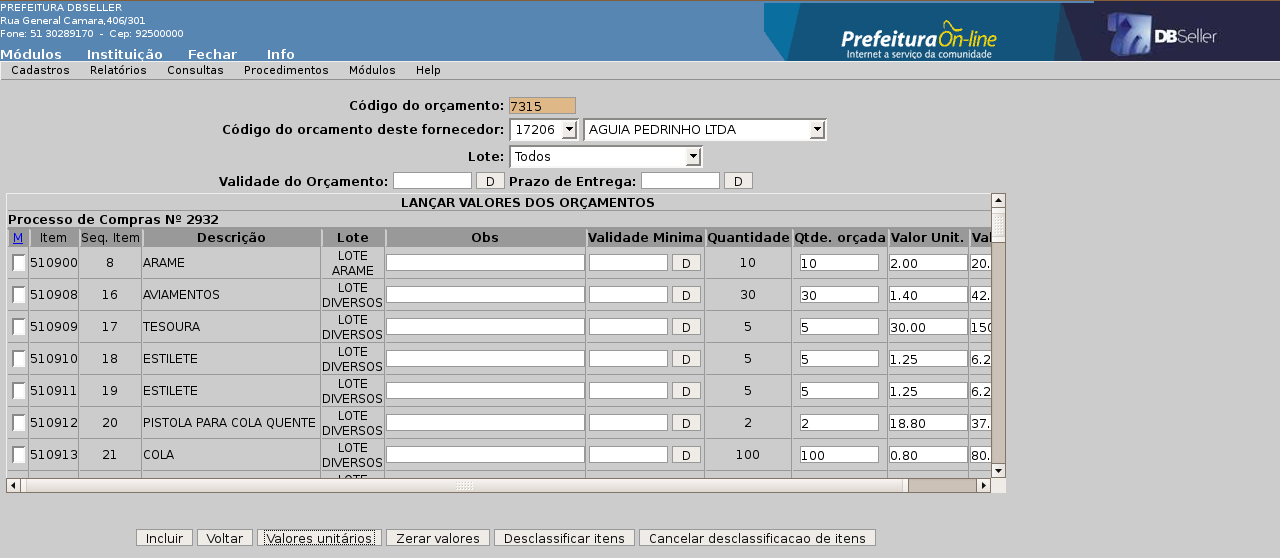 PREFEITURA DBSELLER
Rua General Camara,406/301
Fone: 51 30289170 - Cep: 92500000
Módulos Instituição Fechar Info
PrefeituraOn-line
Internet a serviço da comunidade
DBSeller
Cadastros Relatórios Consultas Procedimentos Módulos Help
Código do orçamento: 7315
Código do orcamento deste fornecedor: 17206 AGUIA PEDRINHO LTDA
Lote: Todos
Validade do Orçamento: D Prazo de Entrega: D
LANÇAR VALORES DOS ORÇAMENTOS
Processo de Compras Nº 2932
M Item Seq. Item Descrição Lote Obs Validade Minima Quantidade Qtde. orçada Valor Unit. Val
510900 8 ARAME LOTE ARAME D 10 10 2.00 20.
510908 16 AVIAMENTOS LOTE DIVERSOS D 30 30 1.40 42.
510909 17 TESOURA LOTE DIVERSOS D 5 5 30.00 150
510910 18 ESTILETE LOTE DIVERSOS D 5 5 1.25 6.2
510911 19 ESTILETE LOTE DIVERSOS D 5 5 1.25 6.2
510912 20 PISTOLA PARA COLA QUENTE LOTE DIVERSOS D 2 2 18.80 37.
510913 21 COLA LOTE DIVERSOS D 100 100 0.80 80.
LOTE
Incluir Voltar Valores unitários Zerar valores Desclassificar itens Cancelar desclassificacao de itens